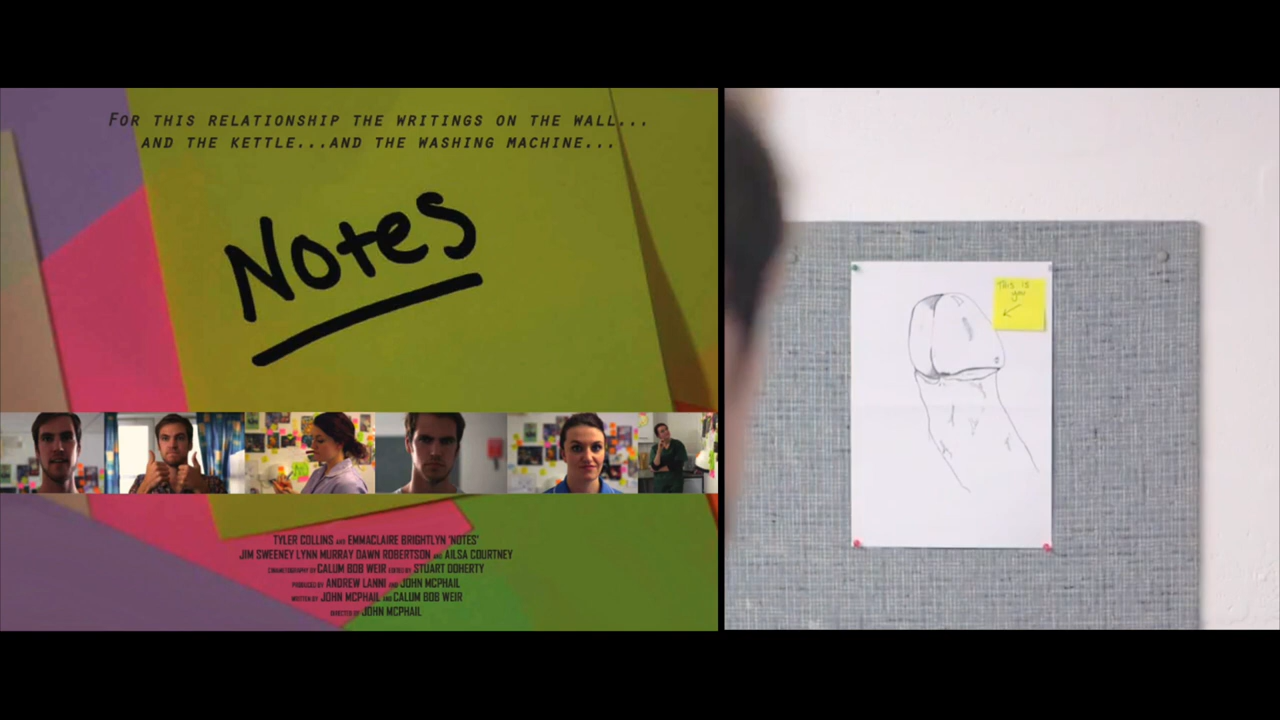 FOR THIS RELATIONSHIP THE WRITINGS ON THE WALL...
AND THE KETTLE...AND THE WASHING MACHINE...
Notes
TYLER COLLINS AND EMMACLAIRE BRIGHTLYN 'NOTES'
JIM SWEENEY LYNN MURRAY DAWN ROBERTSON AND AILSA COURTNEY
CINEMATOGRAPHY BY CALUM BOB WEIR EDITED BY STUART DOHERTY
PRODUCED BY ANDREW LANNI AND JOHN MCPHAIL
WRITTEN BY JOHN MCPHAIL AND CALUM BOB WEIR
DIRECTED BY JOHN MCPHAIL
This is
you